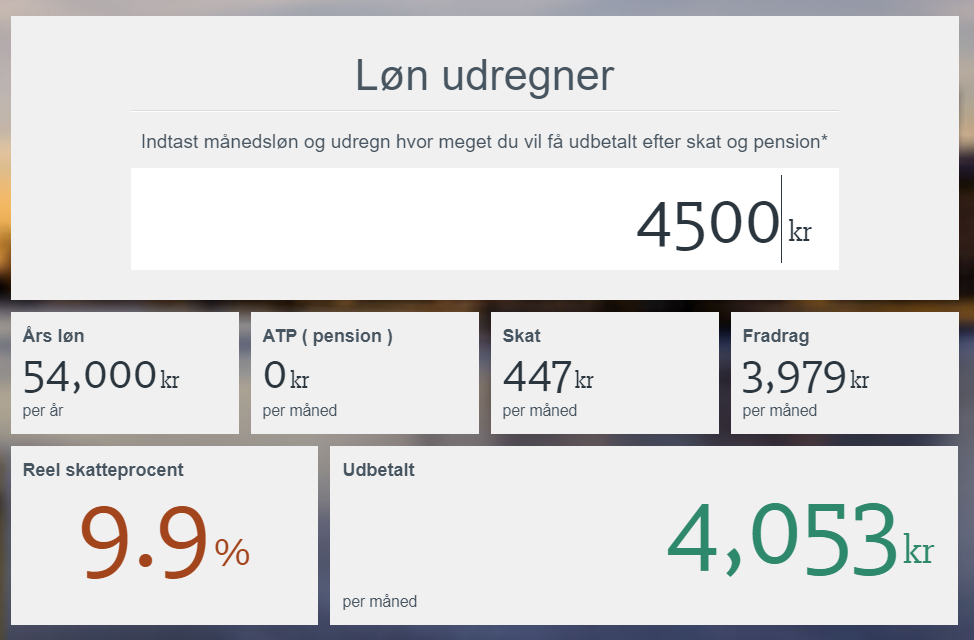 Løn udregner
Indtast månedsløn og udregn hvor meget du vil få udbetalt efter skat og pension*
4500 kr
Års løn
54,000 kr
per år
ATP ( pension )
0 kr
per måned
Skat
447 kr
per måned
Fradrag
3,979 kr
per måned
Reel skatteprocent
9.9 %
Udbetalt
4,053 kr
per måned